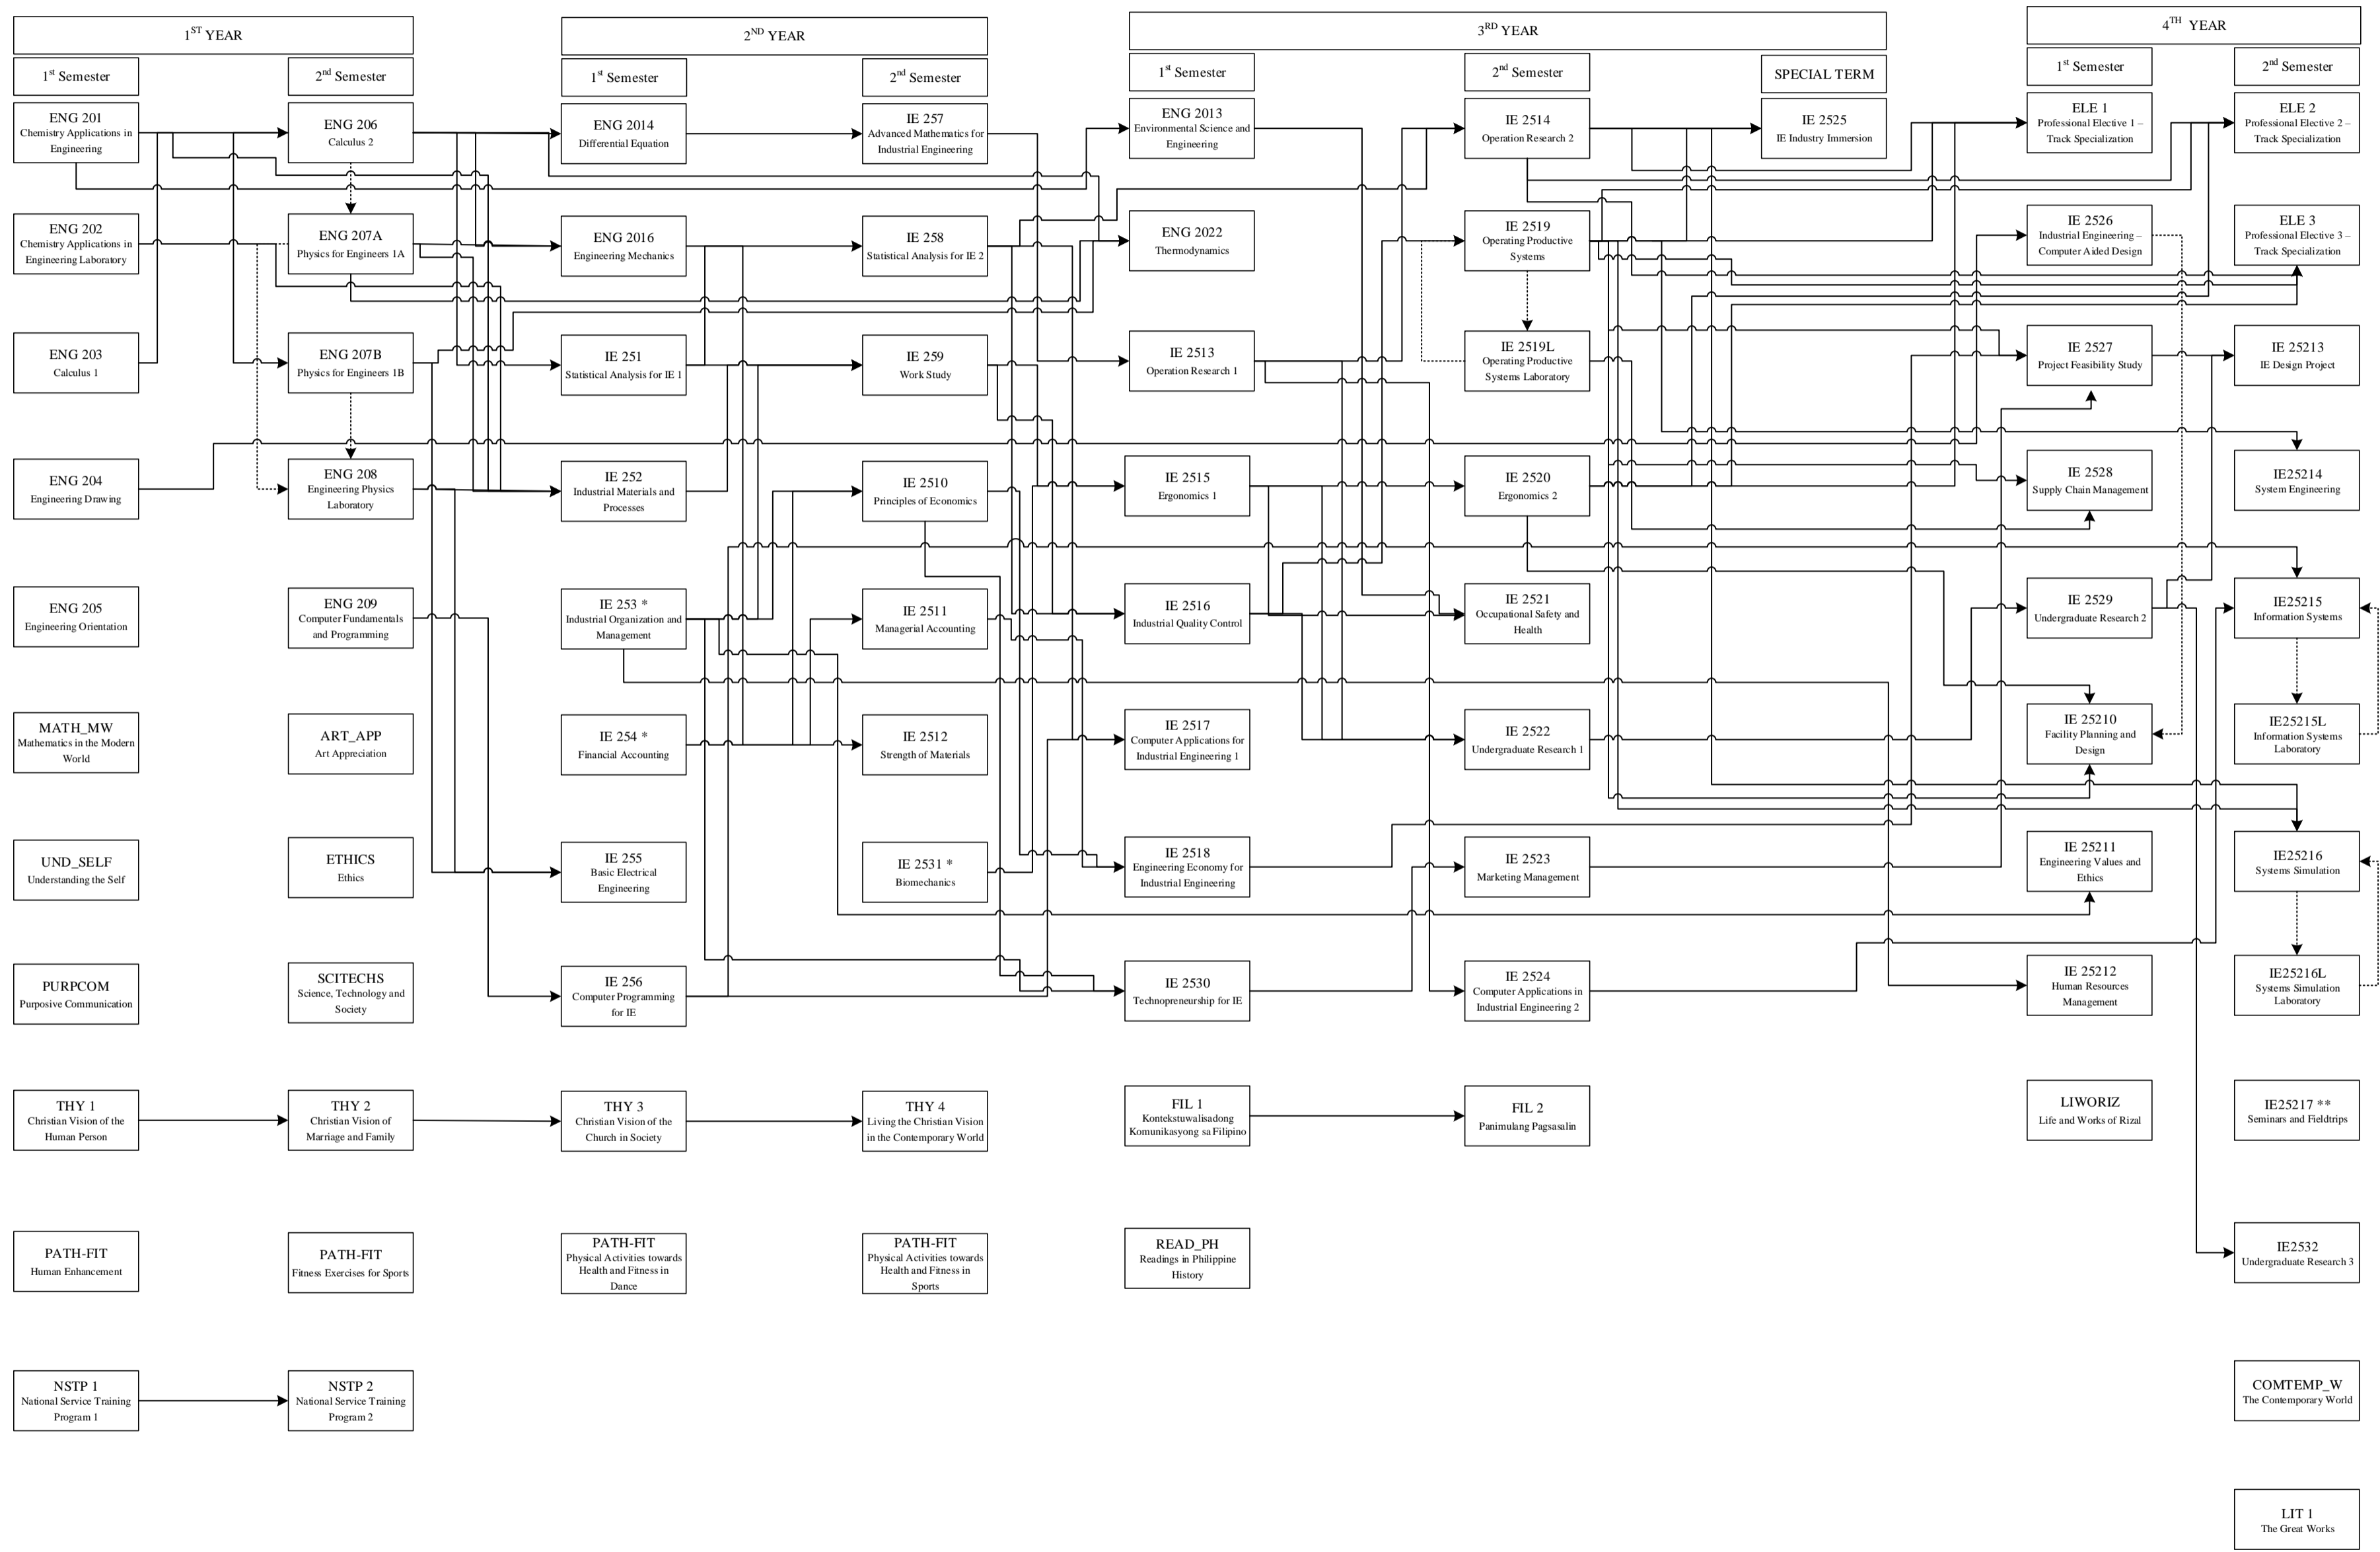 1ST YEAR
2ND YEAR
3RD YEAR
4TH YEAR
1st Semester
2nd Semester
1st Semester
2nd Semester
1st Semester
2nd Semester
SPECIAL TERM
1st Semester
2nd Semester
ENG 201
Chemistry Applications in
Engineering
ENG 202
Chemistry Applications in
Engineering Laboratory
ENG 203
Calculus 1
ENG 204
Engineering Drawing
ENG 205
Engineering Orientation
MATH_MW
Mathematics in the Modern
World
UND_SELF
Understanding the Self
PURPCOM
Purposive Communication
THY 1
Christian Vision of the
Human Person
PATH-FIT
Human Enhancement
NSTP 1
National Service Training
Program 1
ENG 206
Calculus 2
ENG 207A
Physics for Engineers 1A
ENG 207B
Physics for Engineers 1B
ENG 208
Engineering Physics
Laboratory
ENG 209
Computer Fundamentals
and Programming
ART_APP
Art Appreciation
ETHICS
Ethics
SCITECHS
Science, Technology and
Society
THY 2
Christian Vision of
Marriage and Family
PATH-FIT
Fitness Exercises for Sports
NSTP 2
National Service Training
Program 2
ENG 2014
Differential Equation
ENG 2016
Engineering Mechanics
IE 251
Statistical Analysis for IE 1
IE 252
Industrial Materials and
Processes
IE 253 *
Industrial Organization and
Management
IE 254 *
Financial Accounting
IE 255
Basic Electrical
Engineering
IE 256
Computer Programming
for IE
THY 3
Christian Vision of the
Church in Society
PATH-FIT
Physical Activities towards
Health and Fitness in
Dance
IE 257
Advanced Mathematics for
Industrial Engineering
IE 258
Statistical Analysis for IE 2
IE 259
Work Study
IE 2510
Principles of Economics
IE 2511
Managerial Accounting
IE 2512
Strength of Materials
IE 2531 *
Biomechanics
THY 4
Living the Christian Vision
in the Contemporary World
PATH-FIT
Physical Activities towards
Health and Fitness in
Sports
ENG 2013
Environmental Science and
Engineering
ENG 2022
Thermodynamics
IE 2513
Operation Research 1
IE 2515
Ergonomics 1
IE 2516
Industrial Quality Control
IE 2517
Computer Applications for
Industrial Engineering 1
IE 2518
Engineering Economy for
Industrial Engineering
IE 2530
Technopreneurship for IE
FIL 1
Kontekstuwalisadong
Komunikasyong sa Filipino
READ_PH
Readings in Philippine
History
IE 2514
Operation Research 2
IE 2519
Operating Productive
Systems
IE 2519L
Operating Productive
Systems Laboratory
IE 2520
Ergonomics 2
IE 2521
Occupational Safety and
Health
IE 2522
Undergraduate Research 1
IE 2523
Marketing Management
IE 2524
Computer Applications in
Industrial Engineering 2
FIL 2
Panimulang Pagsasalin
IE 2525
IE Industry Immersion
ELE 1
Professional Elective 1 –
Track Specialization
IE 2526
Industrial Engineering –
Computer Aided Design
IE 2527
Project Feasibility Study
IE 2528
Supply Chain Management
IE 2529
Undergraduate Research 2
IE 25210
Facility Planning and
Design
IE 25211
Engineering Values and
Ethics
IE 25212
Human Resources
Management
LIWORIZ
Life and Works of Rizal
ELE 2
Professional Elective 2 –
Track Specialization
ELE 3
Professional Elective 3 –
Track Specialization
IE 25213
IE Design Project
IE25214
System Engineering
IE25215
Information Systems
IE25215L
Information Systems
Laboratory
IE25216
Systems Simulation
IE25216L
Systems Simulation
Laboratory
IE25217 **
Seminars and Fieldtrips
IE2532
Undergraduate Research 3
COMTEMP_W
The Contemporary World
LIT 1
The Great Works